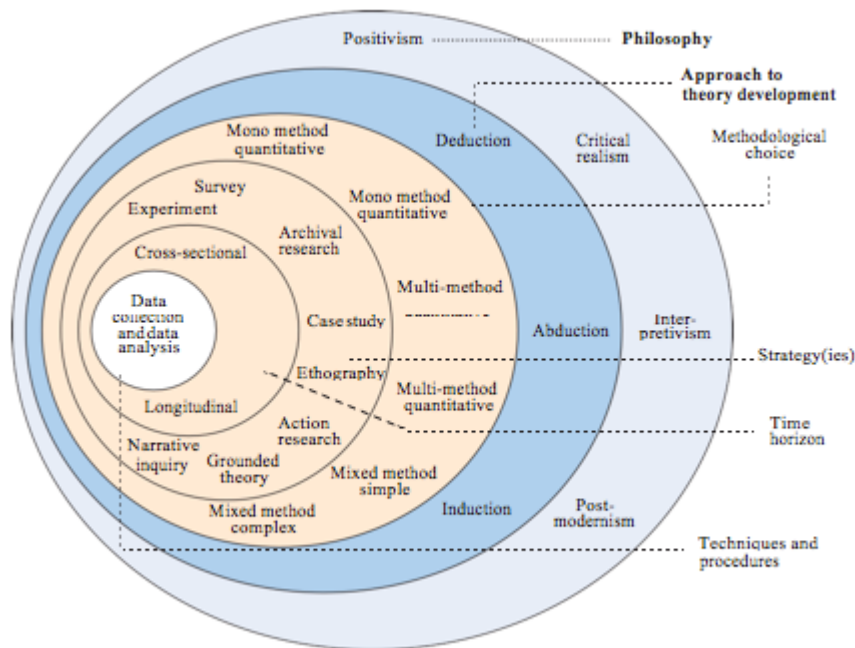 Positivism
Philosophy
Approach to
theory development
Mono method
quantitative
Deduction
Critical
realism
Methodological
choice
Survey
Experiment
Mono method
quantitative
Archival
research
Cross-sectional
Data
collection
and data
analysis
Multi-method
Case study
Abduction
Inter-
pretivism
Strategy(ies)
Ethography
Multi-method
quantitative
Longitudinal
Time
horizon
Action
research
Narrative
inquiry
Grounded
theory
Mixed method
simple
Mixed method
complex
Induction
Post-
modernism
Techniques and
procedures